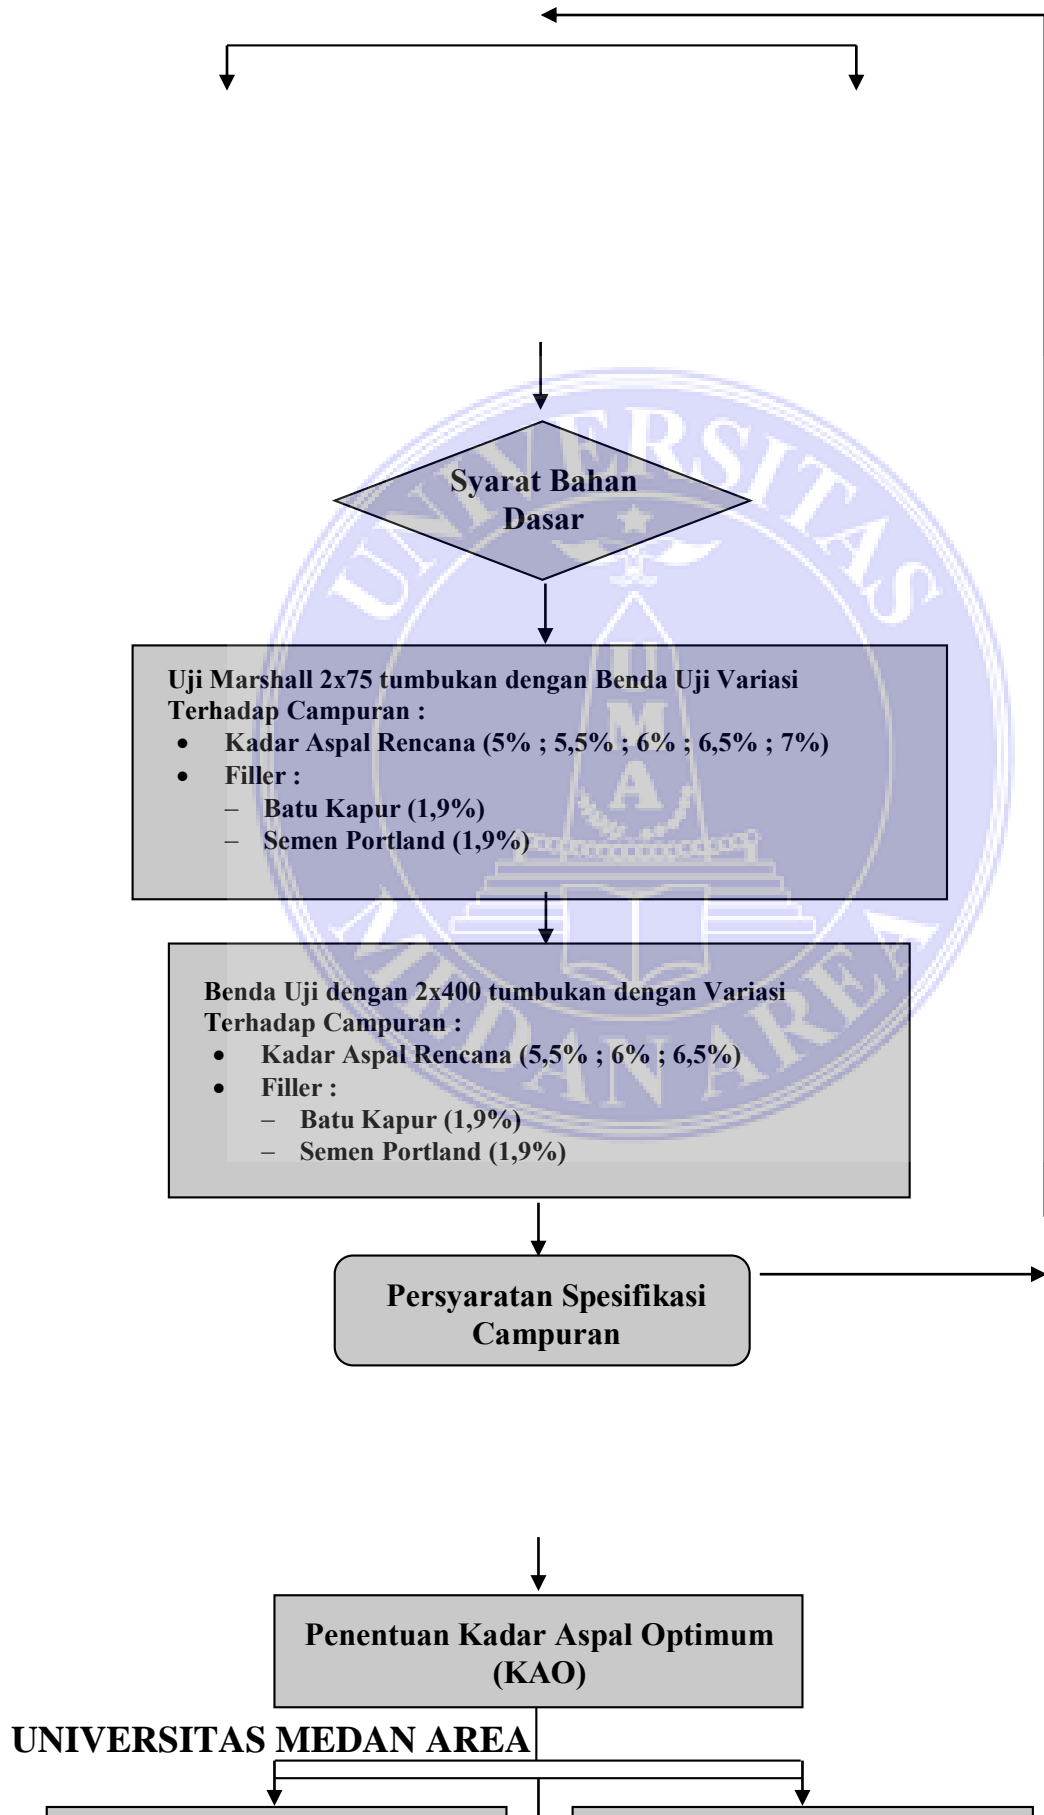 UNIVERSITAS
Syarat Bahan
Dasar
U
M
A
Uji Marshall 2x75 tumbukan dengan Benda Uji Variasi
Terhadap Campuran :
• Kadar Aspal Rencana (5% ; 5,5% ; 6% ; 6,5% ; 7%)
• Filler :
– Batu Kapur (1,9%)
– Semen Portland (1,9%)
MEDAN AREA
Benda Uji dengan 2x400 tumbukan dengan Variasi
Terhadap Campuran :
• Kadar Aspal Rencana (5,5% ; 6% ; 6,5%)
• Filler :
– Batu Kapur (1,9%)
– Semen Portland (1,9%)
Persyaratan Spesifikasi
Campuran
Penentuan Kadar Aspal Optimum
(KAO)
UNIVERSITAS MEDAN AREA